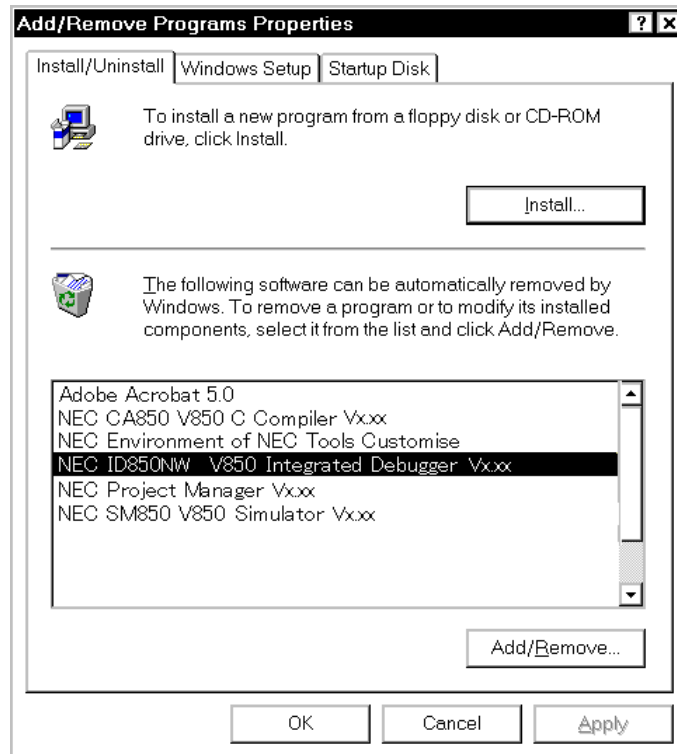 Add/Remove Programs Properties
Install/Uninstall
Windows Setup
Startup Disk
To install a new program from a floppy disk or CD-ROM
drive, click Install.
Install...
The following software can be automatically removed by
Windows. To remove a program or to modify its installed
components, select it from the list and click Add/Remove.
Adobe Acrobat 5.0
NEC CA850 V850 C Compiler Vx.xx
NEC Environment of NEC Tools Customise
NEC ID850NW V850 Integrated Debugger Vx.xx
NEC Project Manager Vx.xx
NEC SM850 V850 Simulator Vx.xx
Add/Remove...
OK
Cancel
Apply